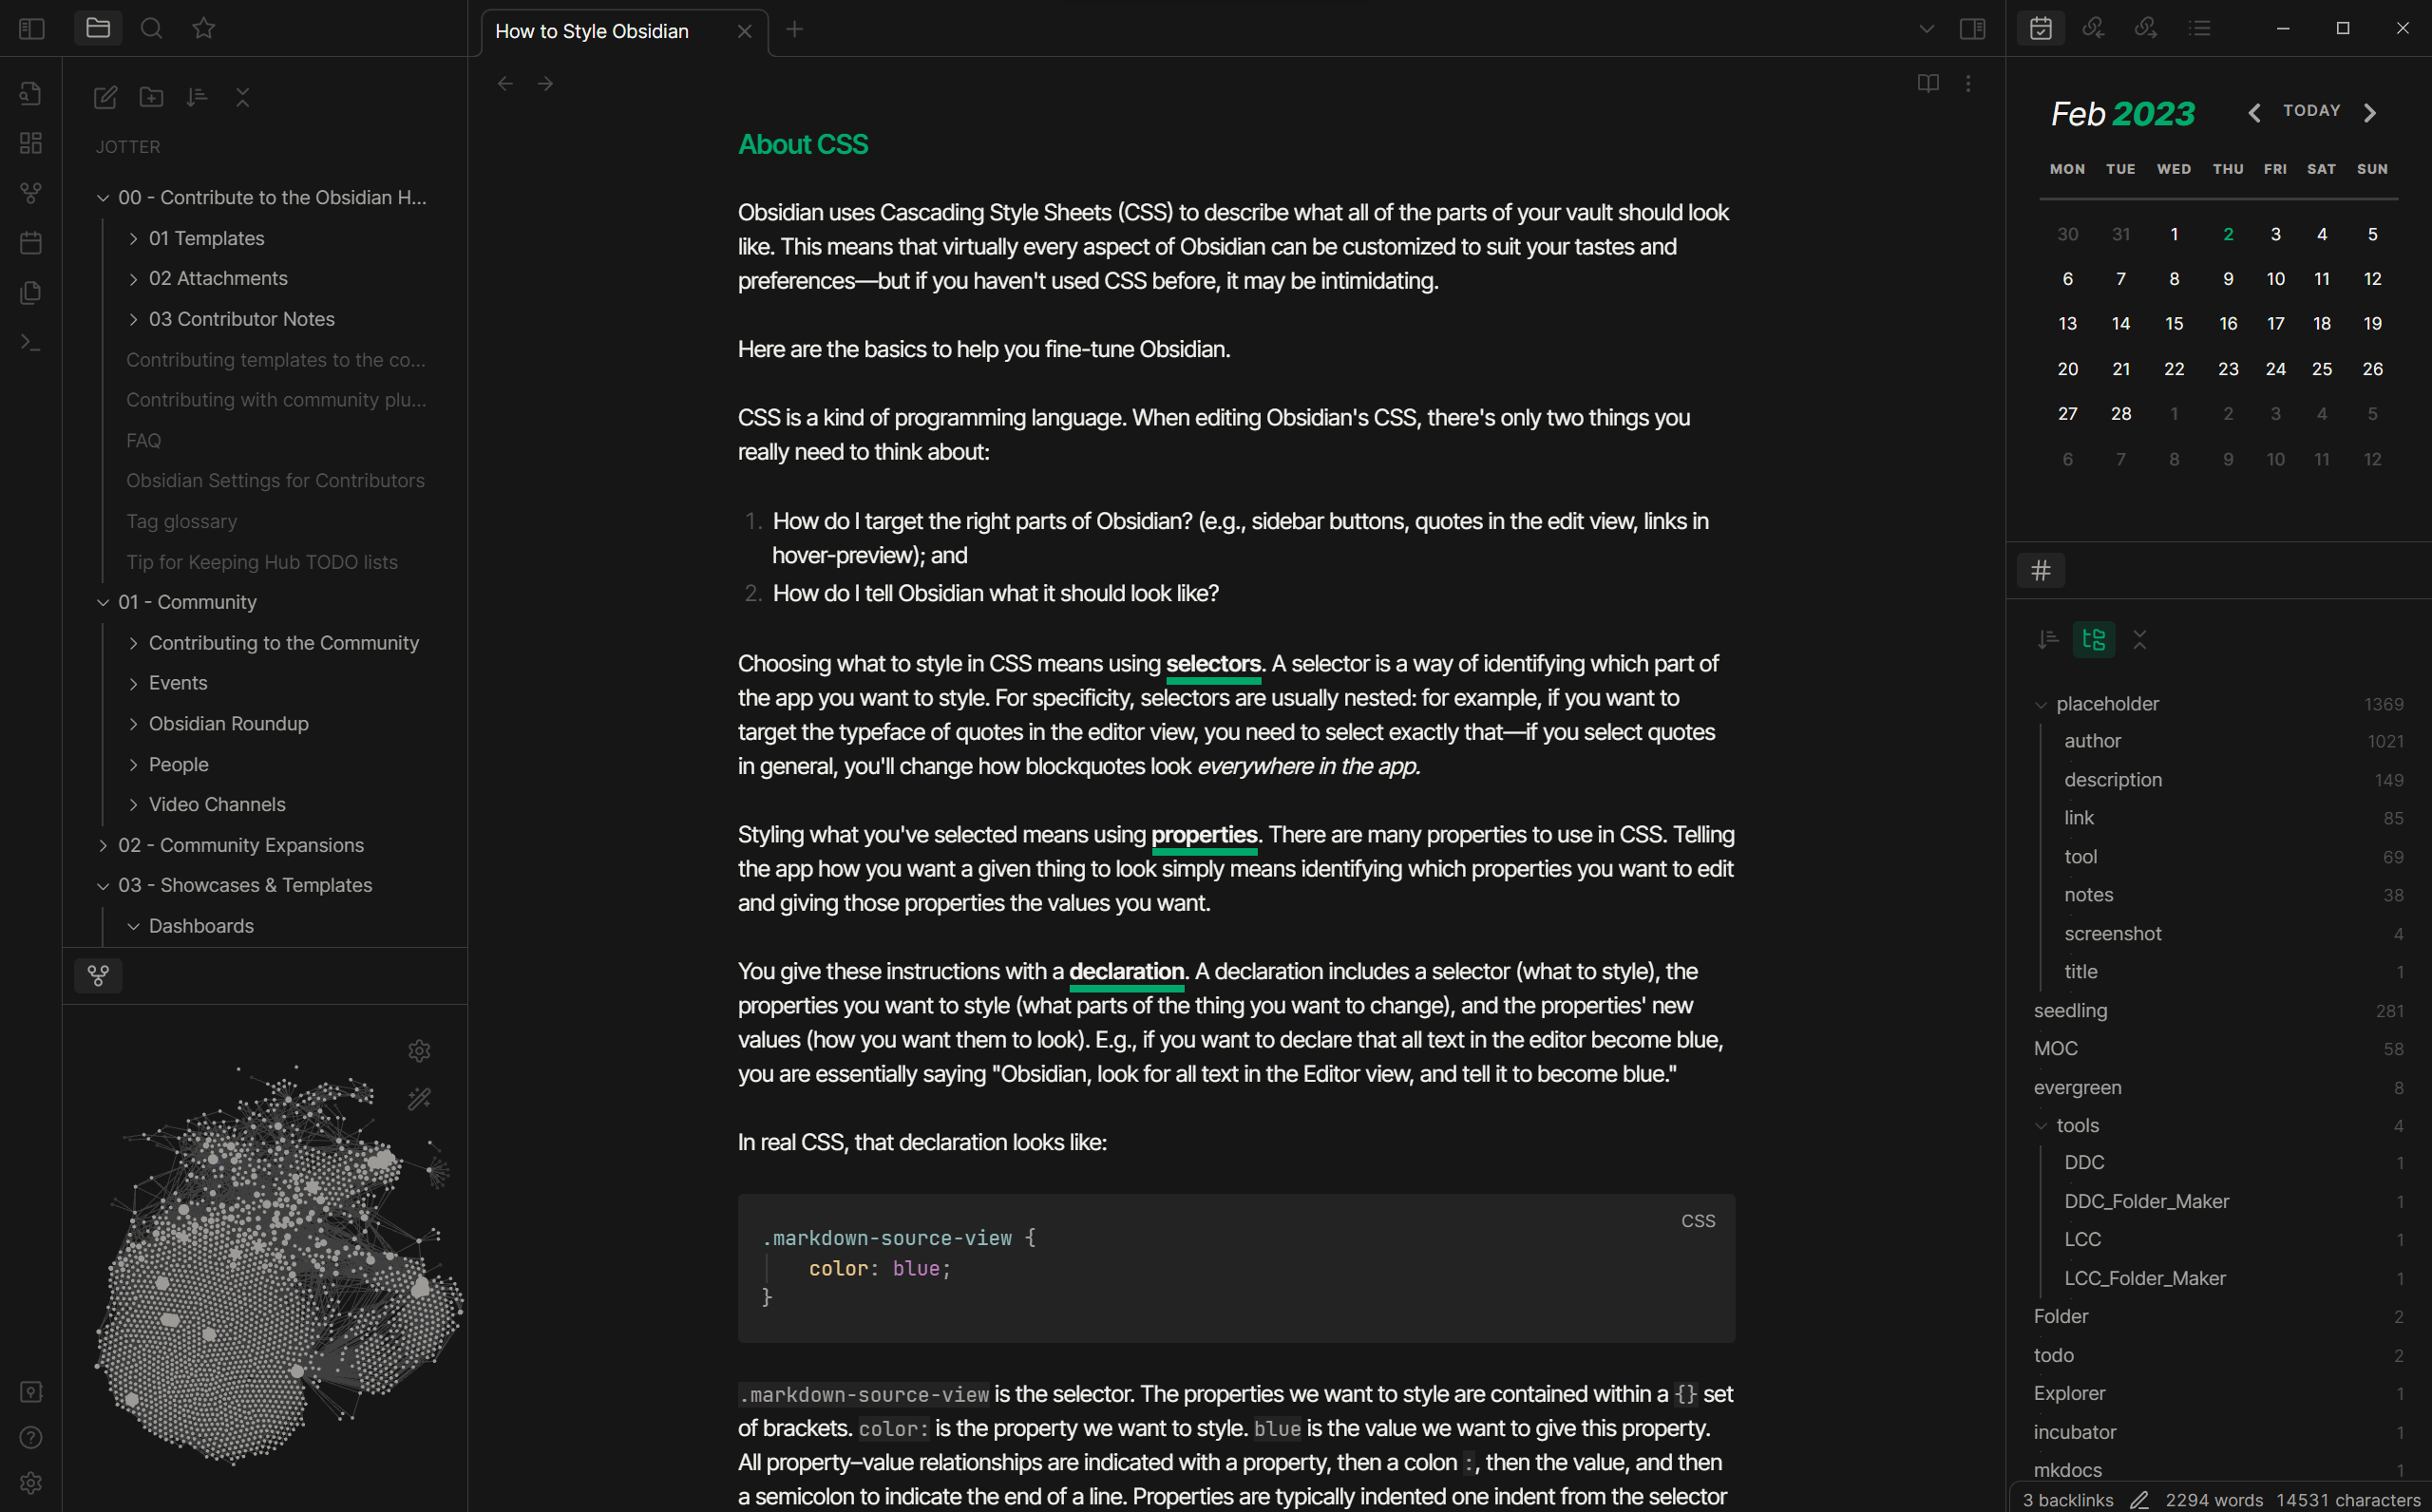 How to Style Obsidian
JOTTER
00 - Contribute to the Obsidian H...
01 Templates
02 Attachments
03 Contributor Notes
Contributing templates to the co...
Contributing with community plu...
FAQ
Obsidian Settings for Contributors
Tag glossary
Tip for Keeping Hub TODO lists
01 - Community
Contributing to the Community
Events
Obsidian Roundup
People
Video Channels
02 - Community Expansions
03 - Showcases & Templates
Dashboards
About CSS
Obsidian uses Cascading Style Sheets (CSS) to describe what all of the parts of your vault should look
like. This means that virtually every aspect of Obsidian can be customized to suit your tastes and
preferences—but if you haven't used CSS before, it may be intimidating.
Here are the basics to help you fine-tune Obsidian.
CSS is a kind of programming language. When editing Obsidian's CSS, there's only two things you
really need to think about:
1. How do I target the right parts of Obsidian? (e.g., sidebar buttons, quotes in the edit view, links in
hover-preview); and
2. How do I tell Obsidian what it should look like?
Choosing what to style in CSS means using selectors. A selector is a way of identifying which part of
the app you want to style. For specificity, selectors are usually nested: for example, if you want to
target the typeface of quotes in the editor view, you need to select exactly that—if you select quotes
in general, you'll change how blockquotes look everywhere in the app.
Styling what you've selected means using properties. There are many properties to use in CSS. Telling
the app how you want a given thing to look simply means identifying which properties you want to edit
and giving those properties the values you want.
You give these instructions with a declaration. A declaration includes a selector (what to style), the
properties you want to style (what parts of the thing you want to change), and the properties' new
values (how you want them to look). E.g., if you want to declare that all text in the editor become blue,
you are essentially saying "Obsidian, look for all text in the Editor view, and tell it to become blue."
In real CSS, that declaration looks like:
CSS
.markdown-source-view {
color: blue;
}
.markdown-source-view is the selector. The properties we want to style are contained within a {} set
of brackets. color: is the property we want to style. blue is the value we want to give this property.
All property–value relationships are indicated with a property, then a colon :, then the value, and then
a semicolon to indicate the end of a line. Properties are typically indented one indent from the selector
Feb 2023 TODAY
MON TUE WED THU FRI SAT SUN
30 31 1 2 3 4 5
6 7 8 9 10 11 12
13 14 15 16 17 18 19
20 21 22 23 24 25 26
27 28 1 2 3 4 5
6 7 8 9 10 11 12
placeholder 1369
author 1021
description 149
link 85
tool 69
notes 38
screenshot 4
title 1
seedling 281
MOC 58
evergreen 8
tools 4
DDC 1
DDC_Folder_Maker 1
LCC 1
LCC_Folder_Maker 1
Folder 2
todo 2
Explorer 1
incubator 1
mkdocs 1
3 backlinks 2294 words 14531 characters